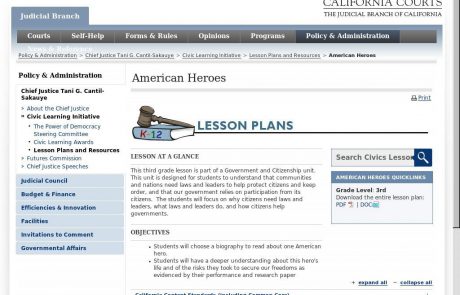 CALIFORNIA COURTS
THE JUDICIAL BRANCH OF CALIFORNIA
Judicial Branch
Courts Self-Help Forms & Rules Opinions Programs Policy & Administration
Policy & Administration > Chief Justice Tani G. Cantil-Sakauye > Civic Learning Initiative > Lesson Plans and Resources > American Heroes
Policy & Administration
Chief Justice Tani G. Cantil-
Sakauye
» About the Chief Justice
» Civic Learning Initiative
• The Power of Democracy
Steering Committee
• Civic Learning Awards
• Lesson Plans and Resources
» Futures Commission
» Chief Justice Speeches
Judicial Council
Budget & Finance
Efficiencies & Innovation
Facilities
Invitations to Comment
Governmental Affairs
American Heroes
Print
K-12 LESSON PLANS
LESSON AT A GLANCE
This third grade lesson is part of a Government and Citizenship unit.
This unit is designed for students to understand that communities
and nations need laws and leaders to help protect citizens and keep
order, and that our government relies on participation from its
citizens. The students will focus on why citizens need laws and
leaders, what laws and leaders do, and how citizens help
governments.
OBJECTIVES
• Students will choose a biography to read about one American
hero.
• Students will have a deeper understanding about this hero's
life and of the risks they took to secure our freedoms as
evidenced by their performance and research paper
Search Civics Lesso
AMERICAN HEROES QUICKLINKS
Grade Level: 3rd
Download the entire lesson plan:
PDF | DOC
+ expand all − collapse all
California Content Standards (Including Common Core)